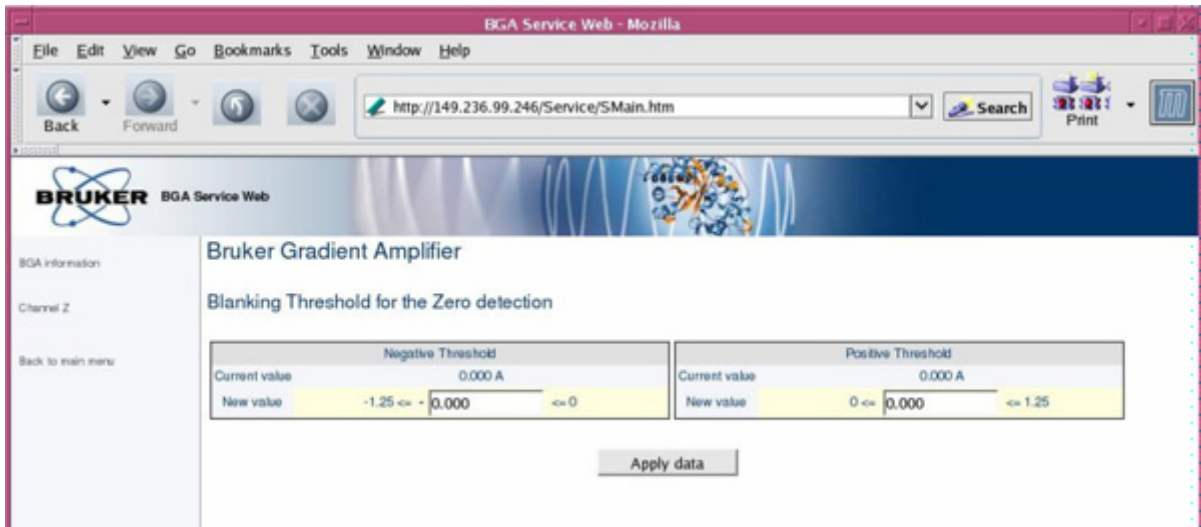 BGA Service Web - Mozilla
File Edit View Go Bookmarks Tools Window Help
Back Forward http://149.236.99.246/Service/SMain.htm Search Print
BRUKER BGA Service Web
BGA information
Channel Z
Back to main menu
Bruker Gradient Amplifier
Blanking Threshold for the Zero detection
Negative Threshold Positive Threshold
Current value 0.000 A Current value 0.000 A
New value -1.25 <= - 0.000 <= 0 New value 0 <= 0.000 <= 1.25
Apply data